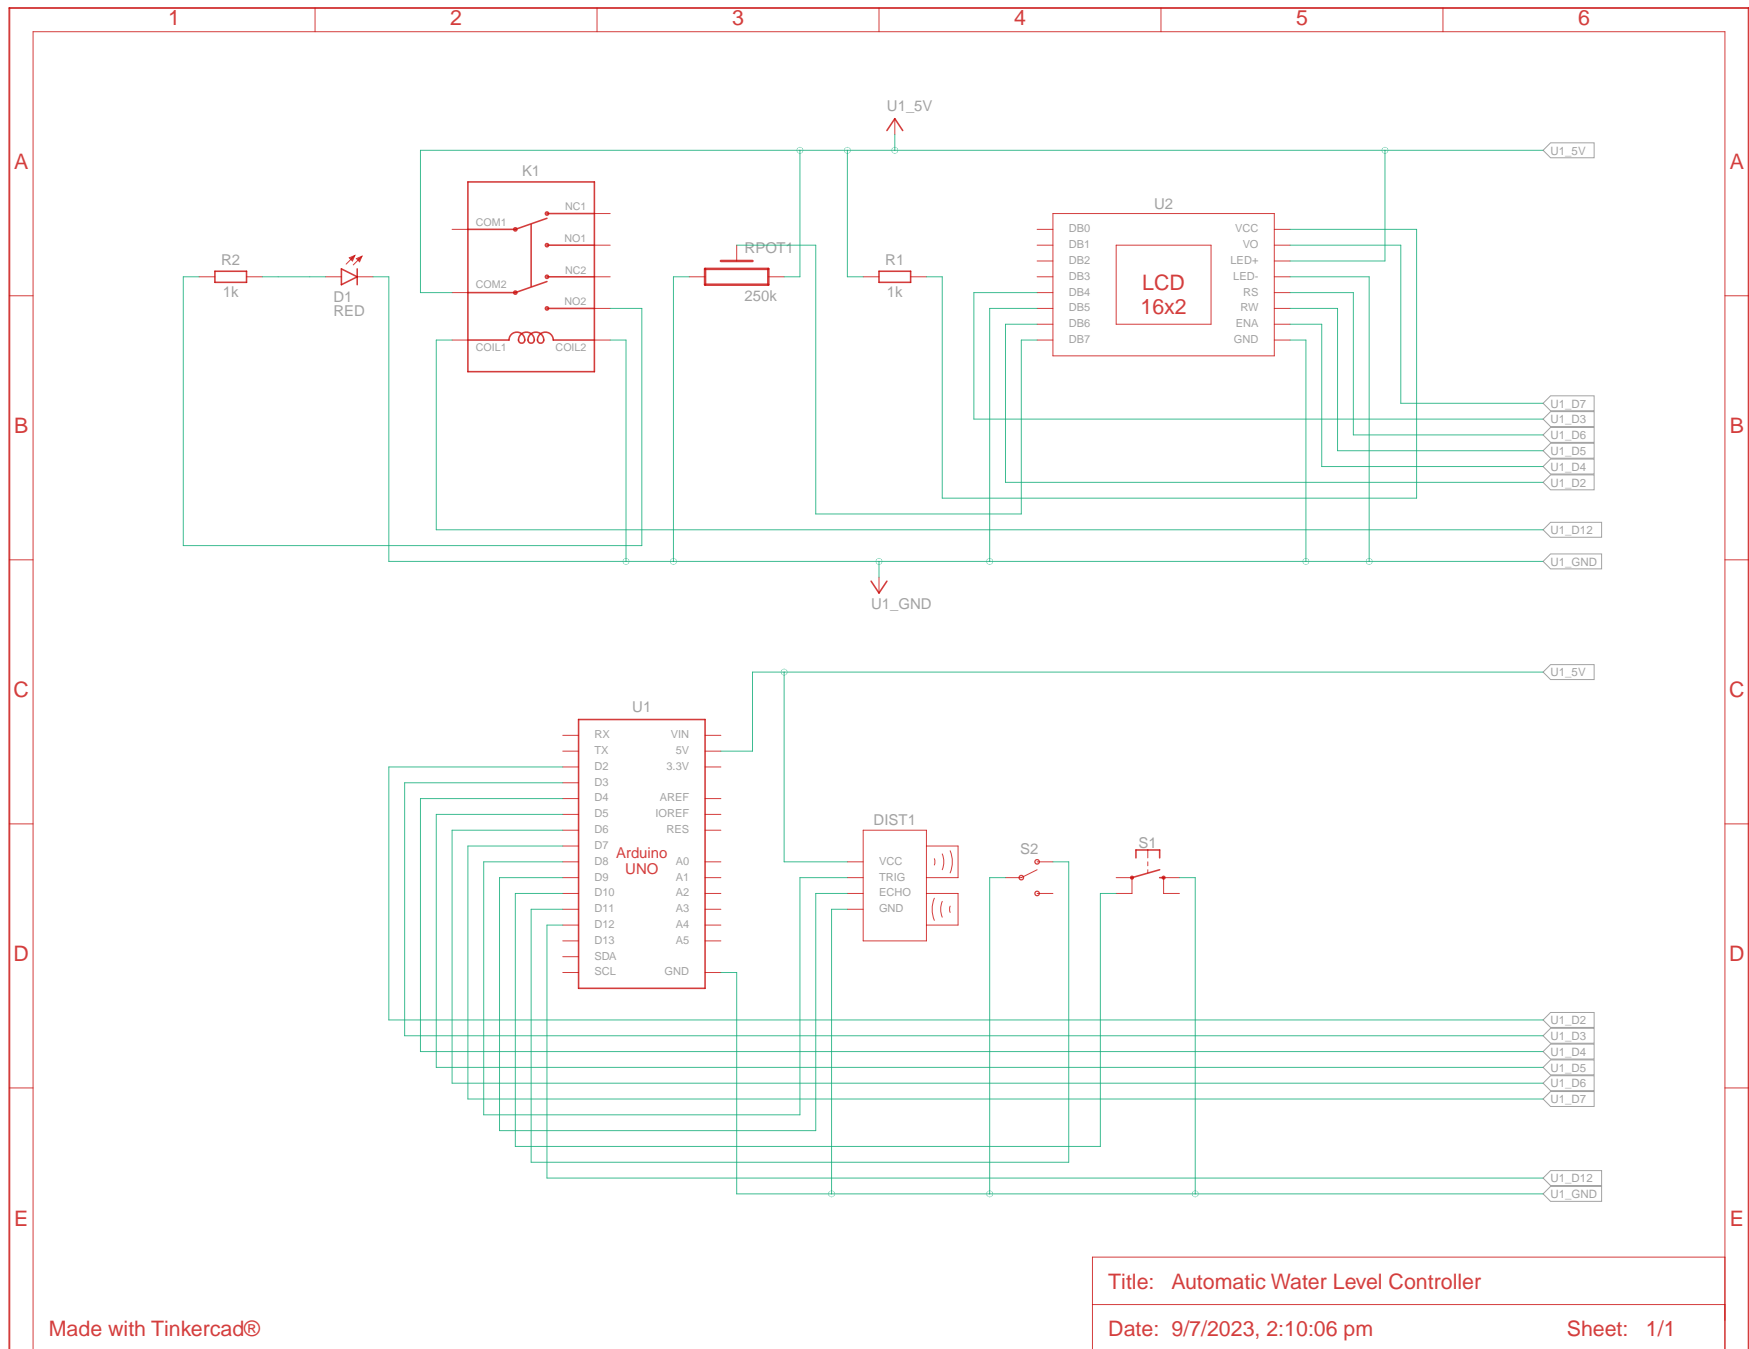 1 2 3 4 5 6
U1_5V
A A
U1_5V
K1
NC1
COM1
NO1
NC2
COM2
NO2
COIL1 COIL2
R2
1k
D1
RED
RPOT1
250k
R1
1k
U2
DB0 VCC
DB1 VO
DB2 LED+
DB3 LED-
DB4 RS
DB5 RW
DB6 ENA
DB7 GND
LCD
16x2
B B
U1_D7
U1_D3
U1_D6
U1_D5
U1_D4
U1_D2
U1_D12
U1_GND
U1_GND
C C
U1_5V
U1
RX VIN
TX 5V
D2 3.3V
D3
D4 AREF
D5 IOREF
D6 RES
D7
D8 A0
D9 A1
D10 A2
D11 A3
D12 A4
D13 A5
SDA
SCL GND
Arduino
UNO
DIST1
VCC
TRIG
ECHO
GND
S2
S1
D D
U1_D2
U1_D3
U1_D4
U1_D5
U1_D6
U1_D7
U1_D12
U1_GND
E E
Title: Automatic Water Level Controller
Made with Tinkercad®
Date: 9/7/2023, 2:10:06 pm Sheet: 1/1